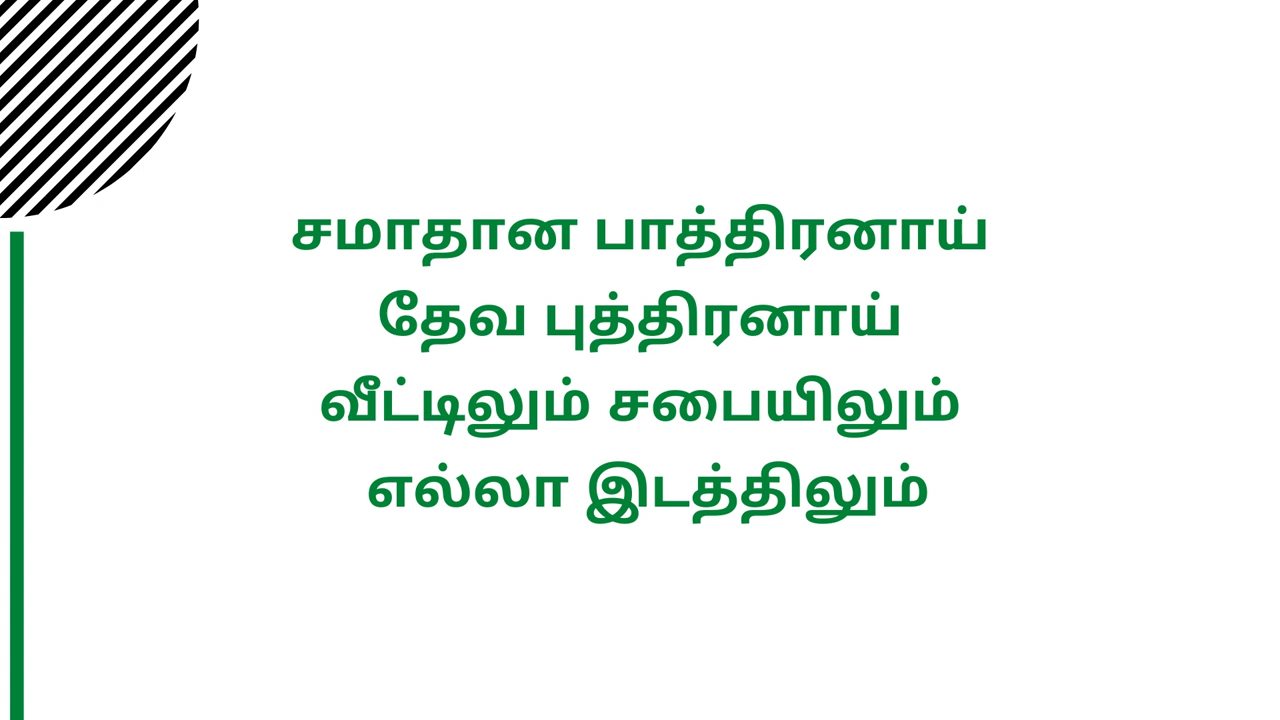 சமாதான பாத்திரனாய்
தேவ புத்திரனாய்
வீட்டிலும் சபையிலும்
எல்லா இடத்திலும்